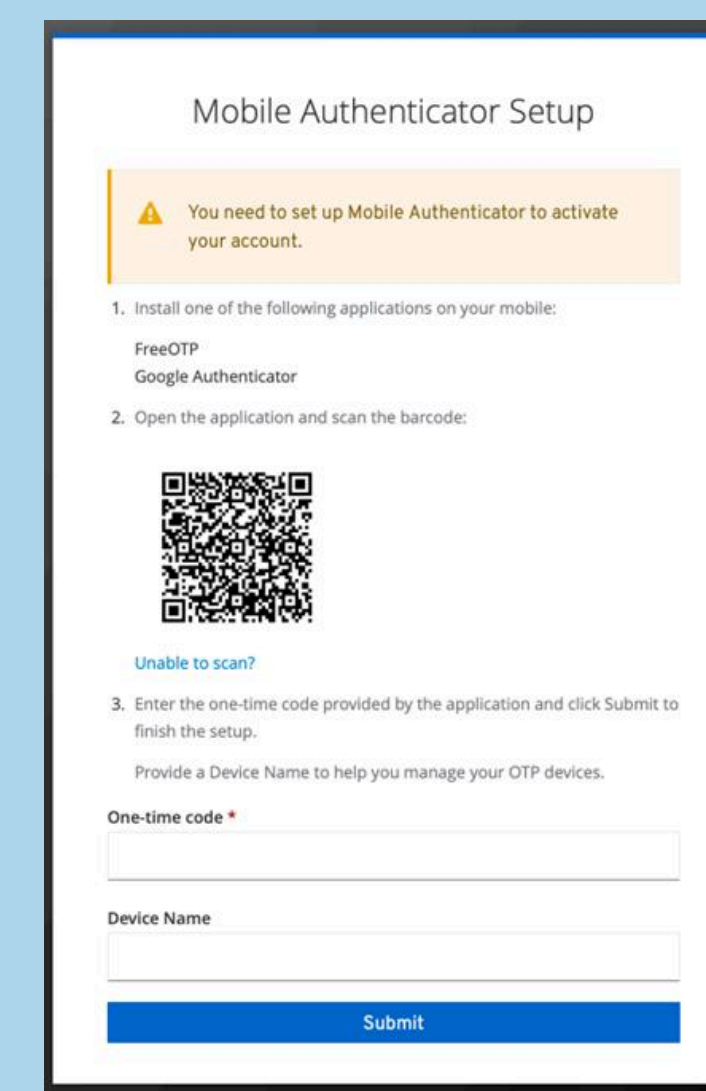 Mobile Authenticator Setup
You need to set up Mobile Authenticator to activate
your account.
1. Install one of the following applications on your mobile:
FreeOTP
Google Authenticator
2. Open the application and scan the barcode:
Unable to scan?
3. Enter the one-time code provided by the application and click Submit to
finish the setup.
Provide a Device Name to help you manage your OTP devices.
One-time code *
Device Name
Submit